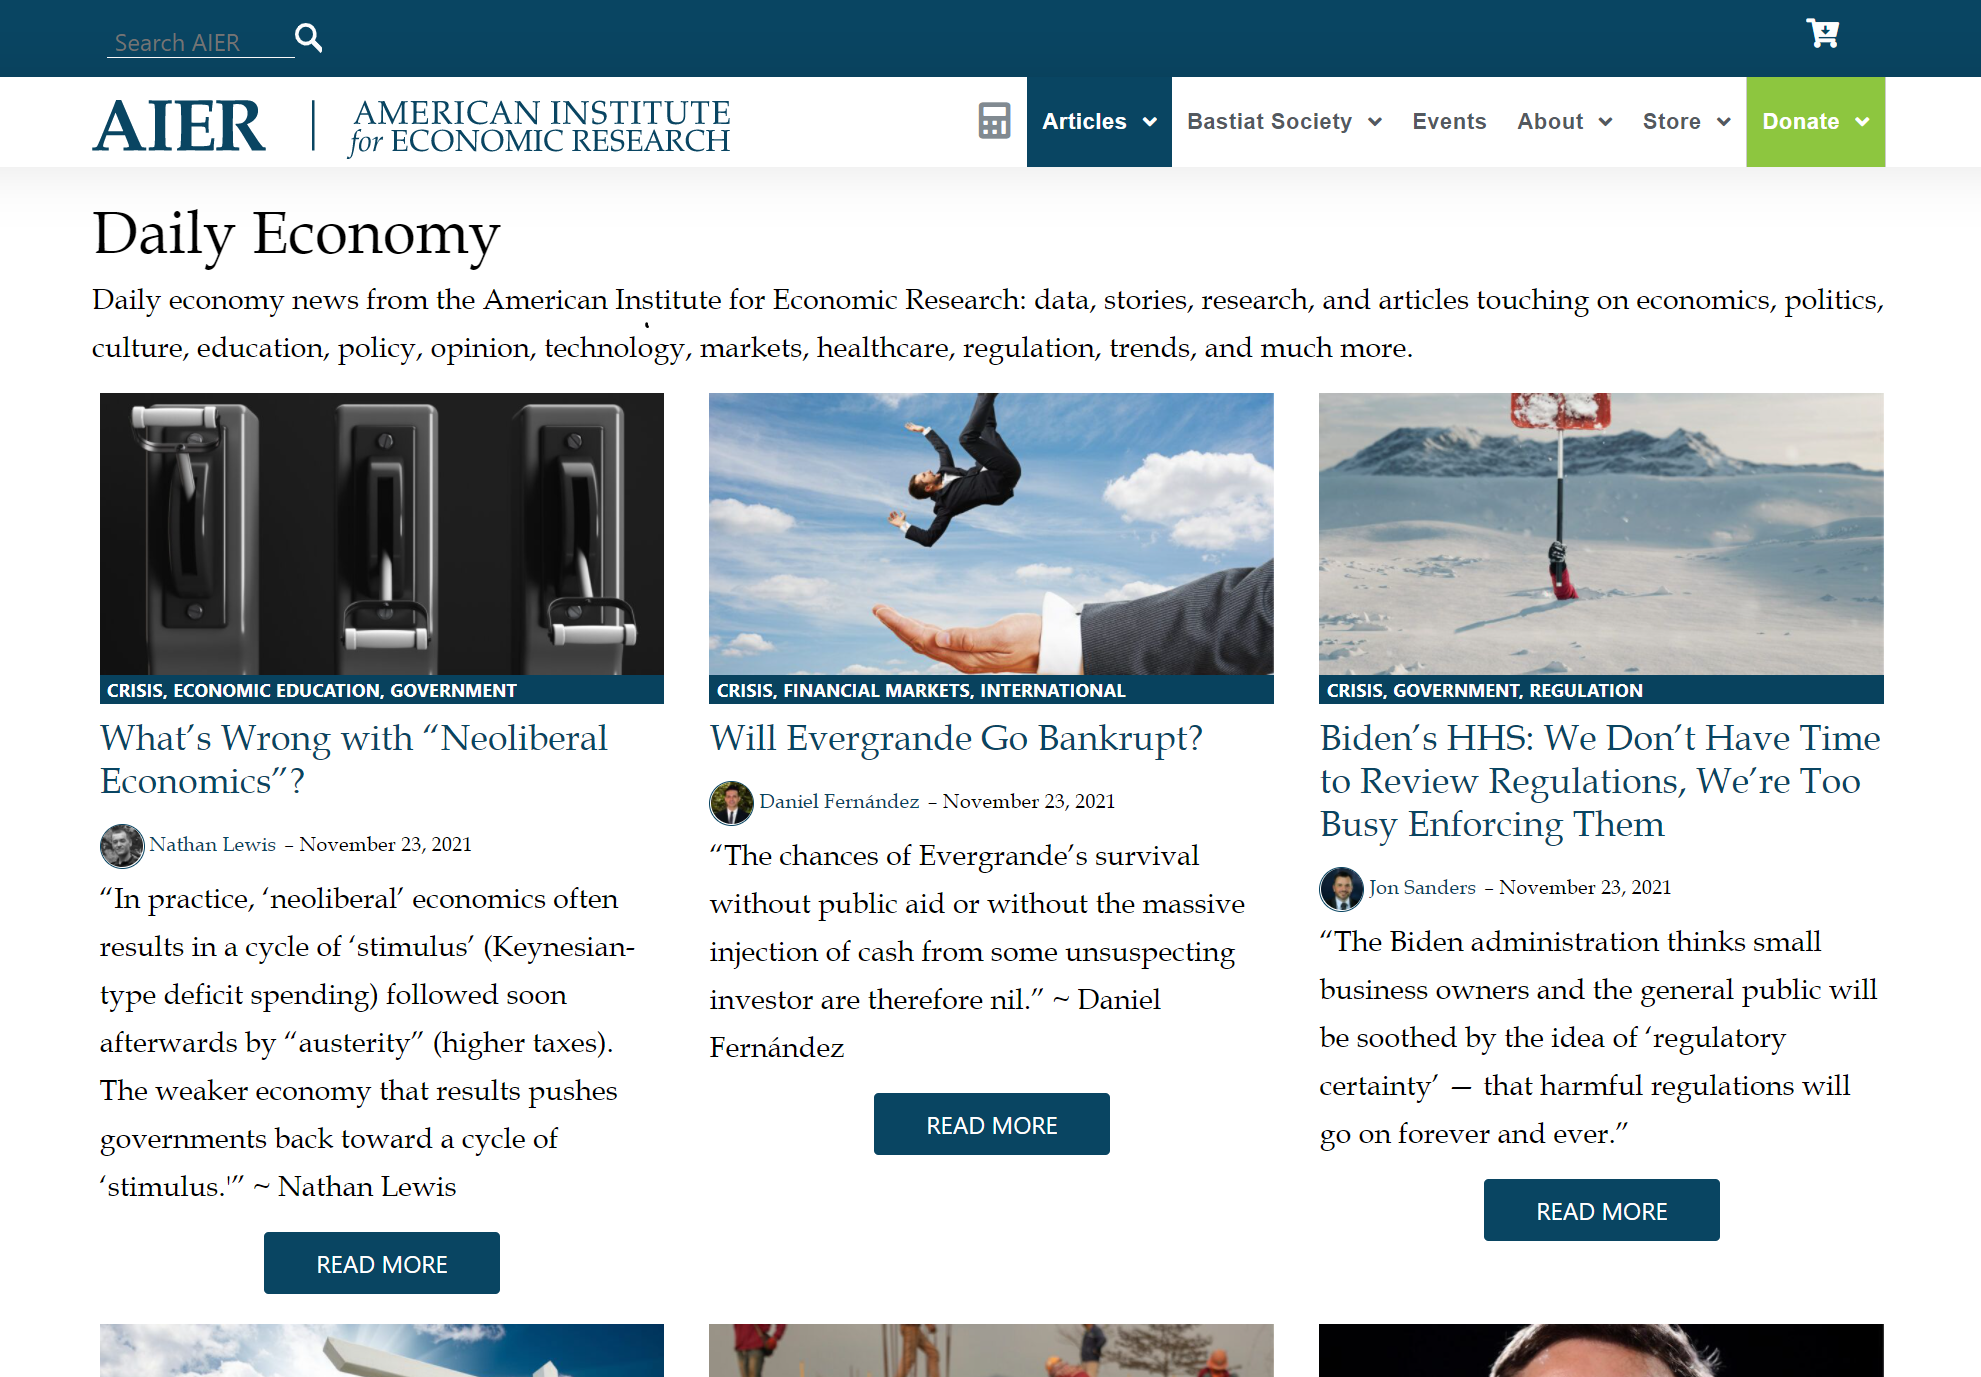 Search AIER
AIER | AMERICAN INSTITUTE
for ECONOMIC RESEARCH
Articles
Bastiat Society
Events
About
Store
Donate
Daily Economy
Daily economy news from the American Institute for Economic Research: data, stories, research, and articles touching on economics, politics,
culture, education, policy, opinion, technology, markets, healthcare, regulation, trends, and much more.
CRISIS, ECONOMIC EDUCATION, GOVERNMENT
What’s Wrong with “Neoliberal
Economics”?
Nathan Lewis – November 23, 2021
“In practice, ‘neoliberal’ economics often
results in a cycle of ‘stimulus’ (Keynesian-
type deficit spending) followed soon
afterwards by “austerity” (higher taxes).
The weaker economy that results pushes
governments back toward a cycle of
‘stimulus.'” ~ Nathan Lewis
READ MORE
CRISIS, FINANCIAL MARKETS, INTERNATIONAL
Will Evergrande Go Bankrupt?
Daniel Fernández – November 23, 2021
“The chances of Evergrande’s survival
without public aid or without the massive
injection of cash from some unsuspecting
investor are therefore nil.” ~ Daniel
Fernández
READ MORE
CRISIS, GOVERNMENT, REGULATION
Biden’s HHS: We Don’t Have Time
to Review Regulations, We’re Too
Busy Enforcing Them
Jon Sanders – November 23, 2021
“The Biden administration thinks small
business owners and the general public will
be soothed by the idea of ‘regulatory
certainty’ — that harmful regulations will
go on forever and ever.”
READ MORE